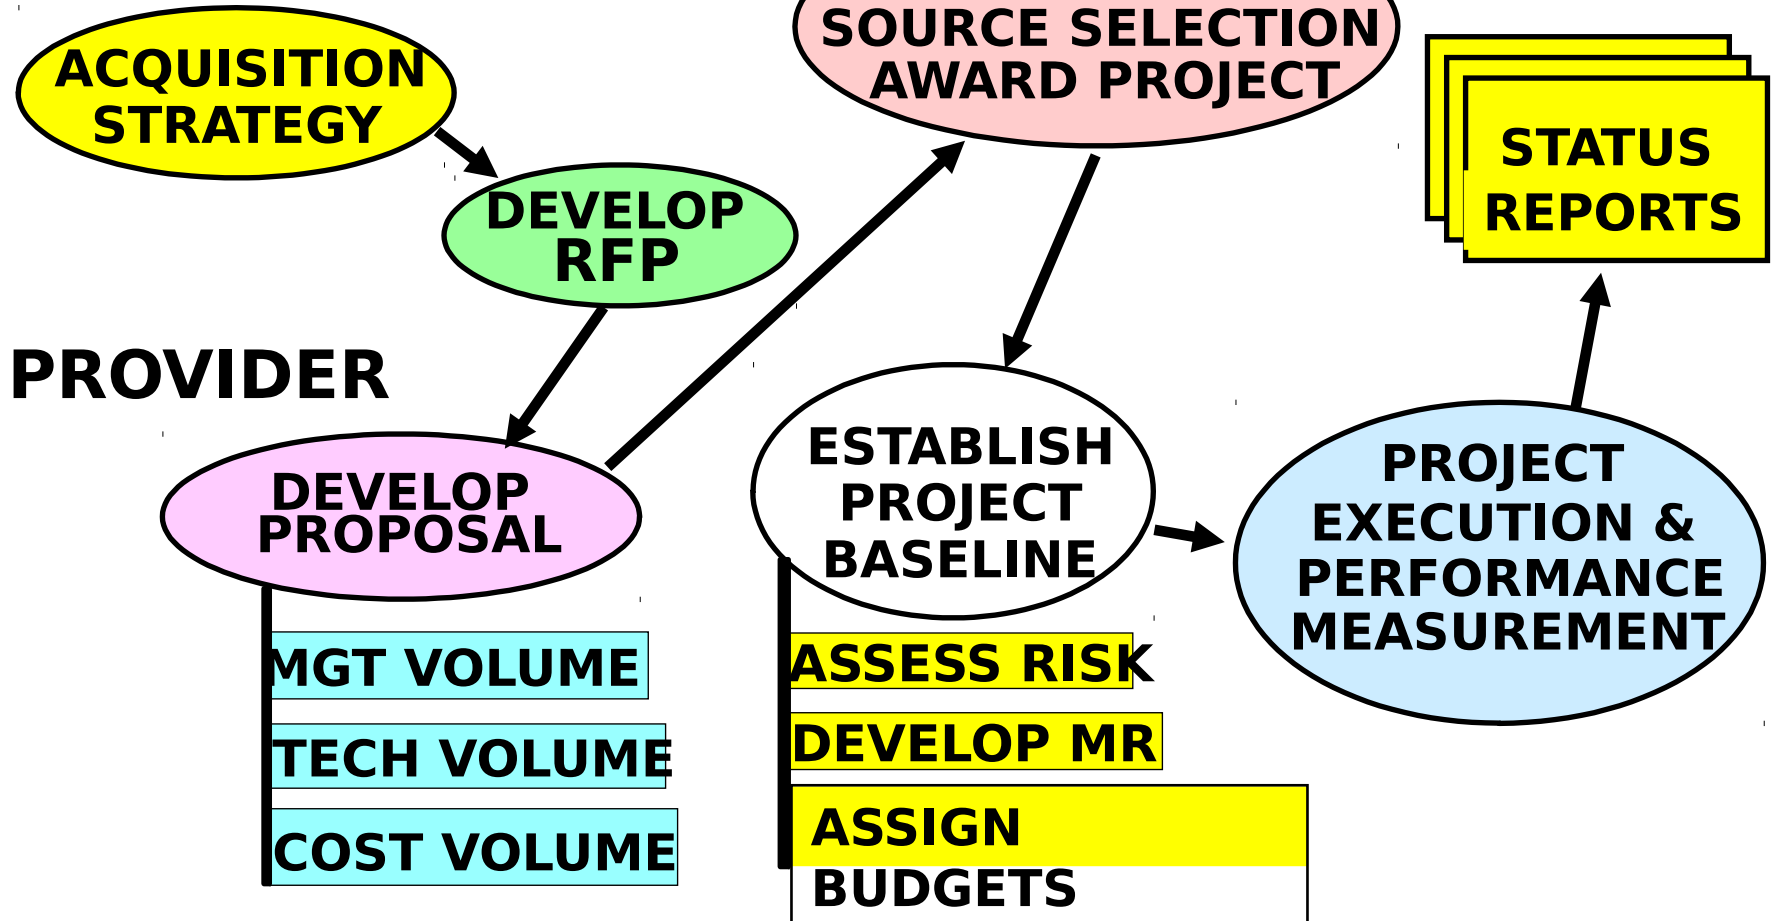 ACQUISITION
STRATEGY
SOURCE SELECTION
AWARD PROJECT
STATUS
REPORTS
DEVELOP
RFP
PROVIDER
DEVELOP
PROPOSAL
MGT VOLUME
TECH VOLUME
COST VOLUME
ESTABLISH
PROJECT
BASELINE
ASSESS RISK
DEVELOP MR
ASSIGN
BUDGETS
PROJECT
EXECUTION &
PERFORMANCE
MEASUREMENT